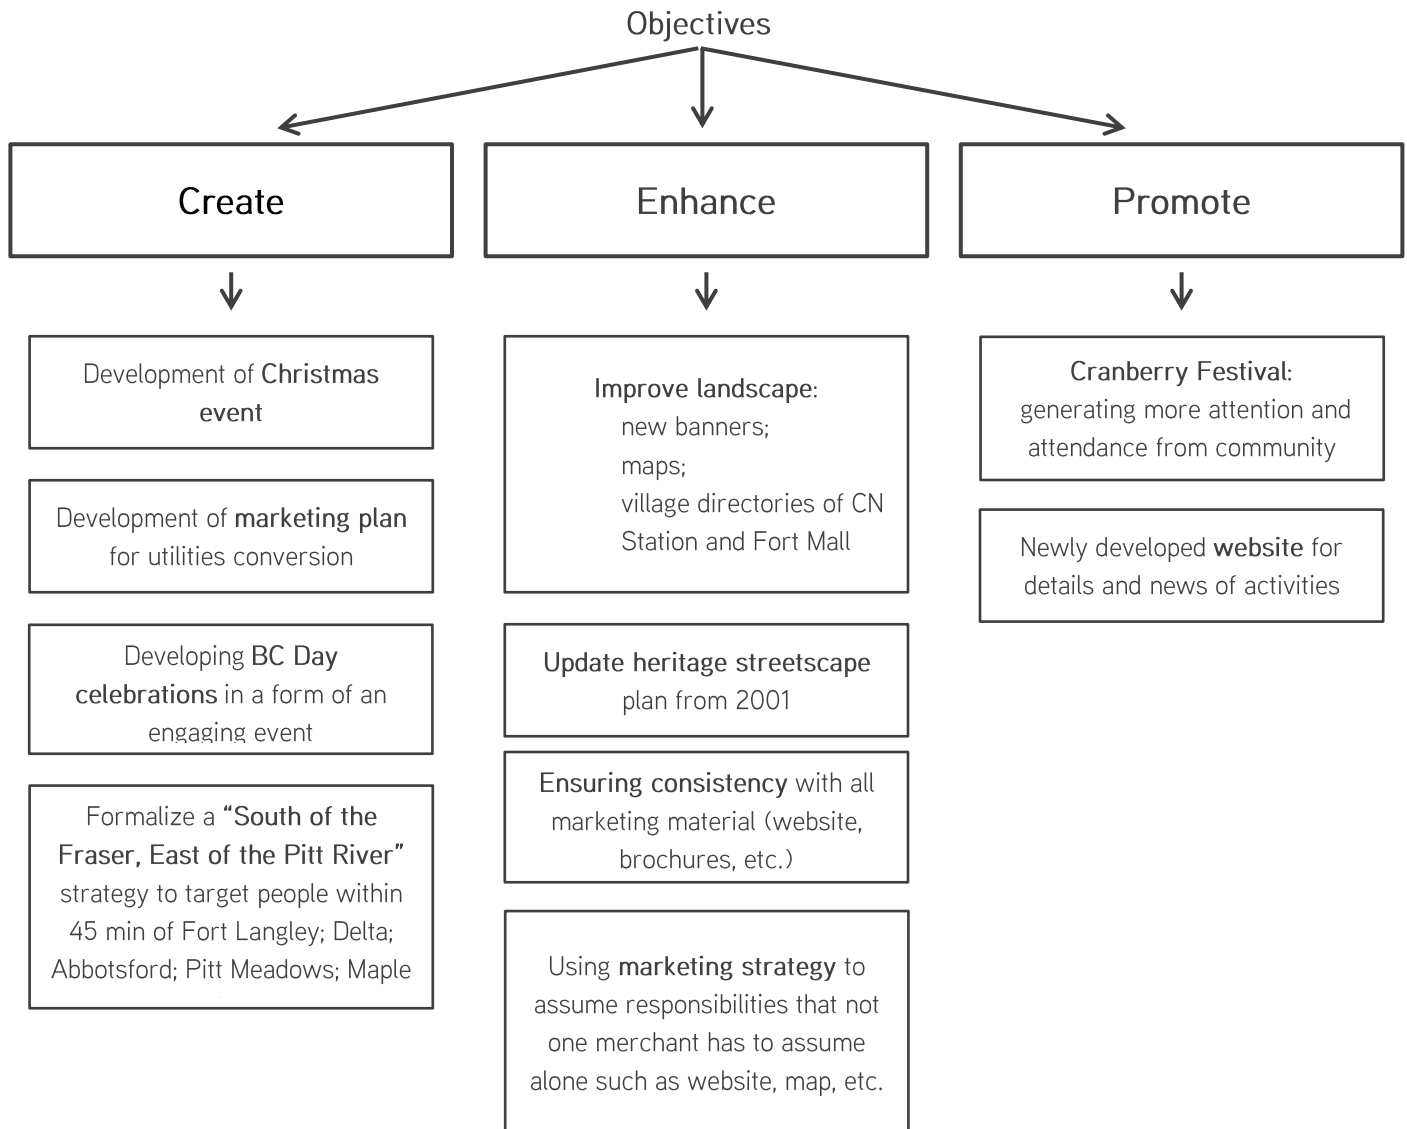 Objectives
Create
Enhance
Promote
Development of Christmas
event
Development of marketing plan
for utilities conversion
Developing BC Day
celebrations in a form of an
engaging event
Formalize a “South of the
Fraser, East of the Pitt River”
strategy to target people within
45 min of Fort Langley; Delta;
Abbotsford; Pitt Meadows; Maple
Improve landscape:
new banners;
maps;
village directories of CN
Station and Fort Mall
Update heritage streetscape
plan from 2001
Ensuring consistency with all
marketing material (website,
brochures, etc.)
Using marketing strategy to
assume responsibilities that not
one merchant has to assume
alone such as website, map, etc.
Cranberry Festival:
generating more attention and
attendance from community
Newly developed website for
details and news of activities